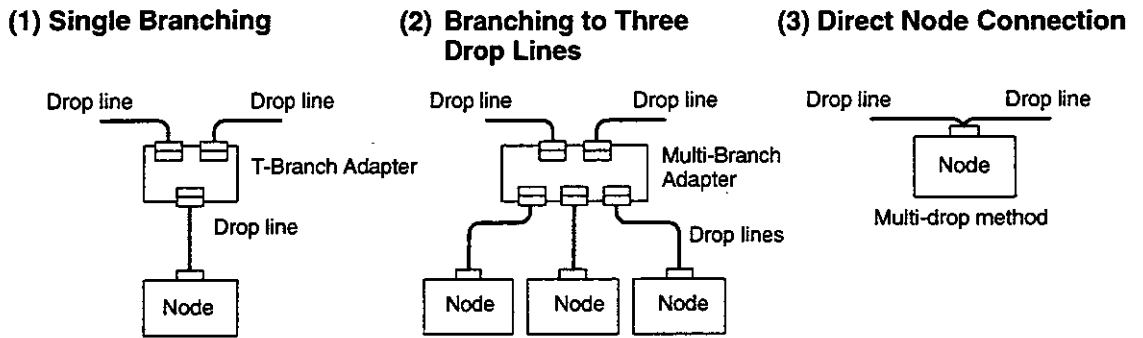 (1) Single Branching
Drop line
Drop line
T-Branch Adapter
Drop line
Node
(2) Branching to Three
Drop Lines
Drop line
Drop line
Multi-Branch
Adapter
Drop lines
Node
Node
Node
(3) Direct Node Connection
Drop line
Drop line
Node
Multi-drop method